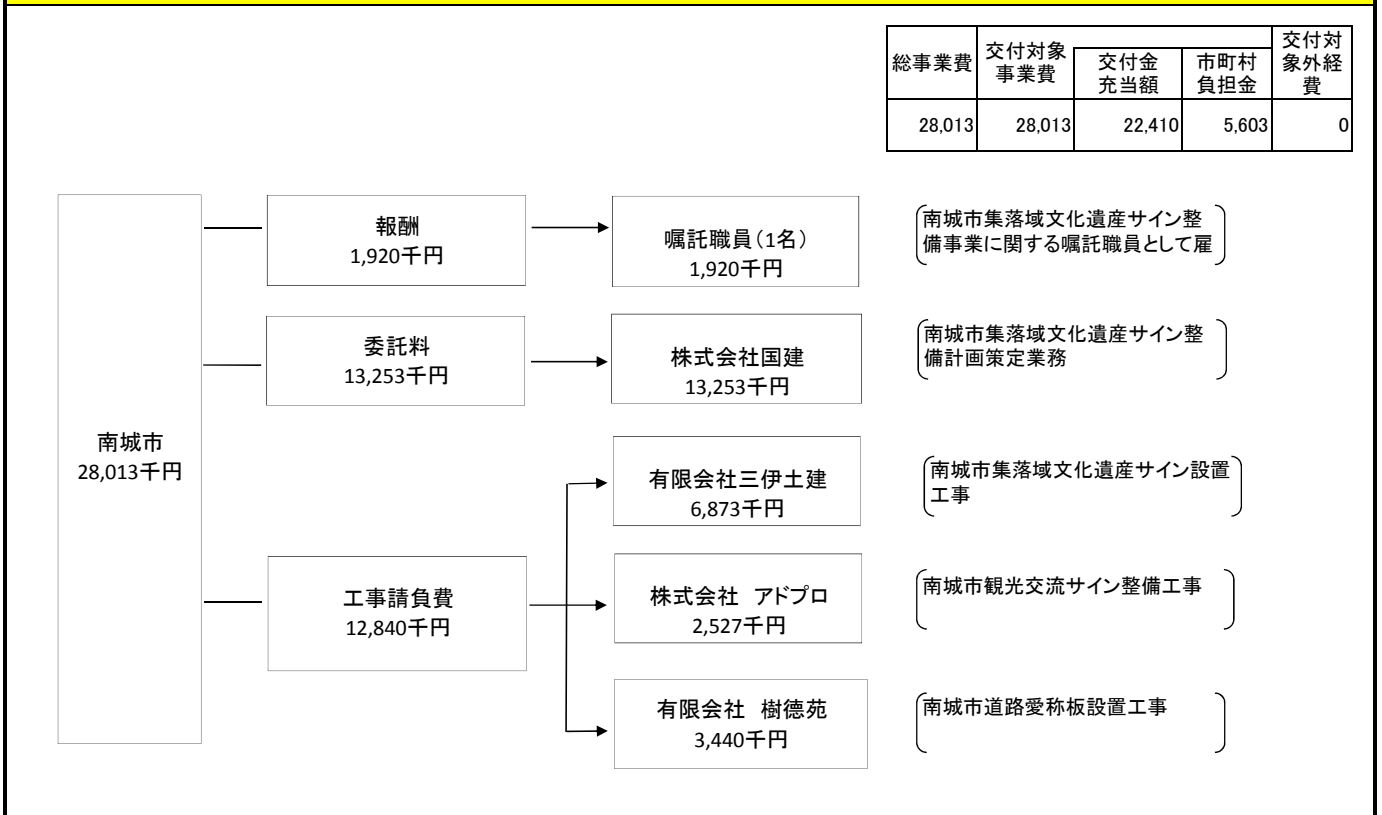 総事業費
交付対象
事業費
交付金
充当額
市町村
負担金
交付対
象外経
費
28,013
28,013
22,410
5,603
0
南城市
28,013千円
報酬
1,920千円
嘱託職員（1名）
1,920千円
南城市集落域文化遺産サイン整
備事業に関する嘱託職員として雇
委託料
13,253千円
株式会社国建
13,253千円
南城市集落域文化遺産サイン整
備計画策定業務
工事請負費
12,840千円
有限会社三伊土建
6,873千円
南城市集落域文化遺産サイン設置
工事
株式会社　アドプロ
2,527千円
南城市観光交流サイン整備工事
有限会社　樹德苑
3,440千円
南城市道路愛称板設置工事